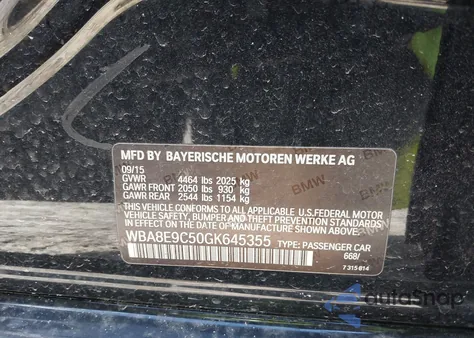 MFD BY BAYERISCHE MOTOREN WERKE AG
09/15
GVWR 4464 lbs 2025 kg
GAWR FRONT 2050 lbs 930 kg
GAWR REAR 2544 lbs 1154 kg
THIS VEHICLE CONFORMS TO ALL APPLICABLE U.S.FEDERAL MOTOR
VEHICLE SAFETY, BUMPER, AND THEFT PREVENTION STANDARDS
IN EFFECT ON THE DATE OF MANUFACTURE SHOWN ABOVE.
WBA8E9C50GK645355 TYPE: PASSENGER CAR
668/
7 315 614
autoSnap